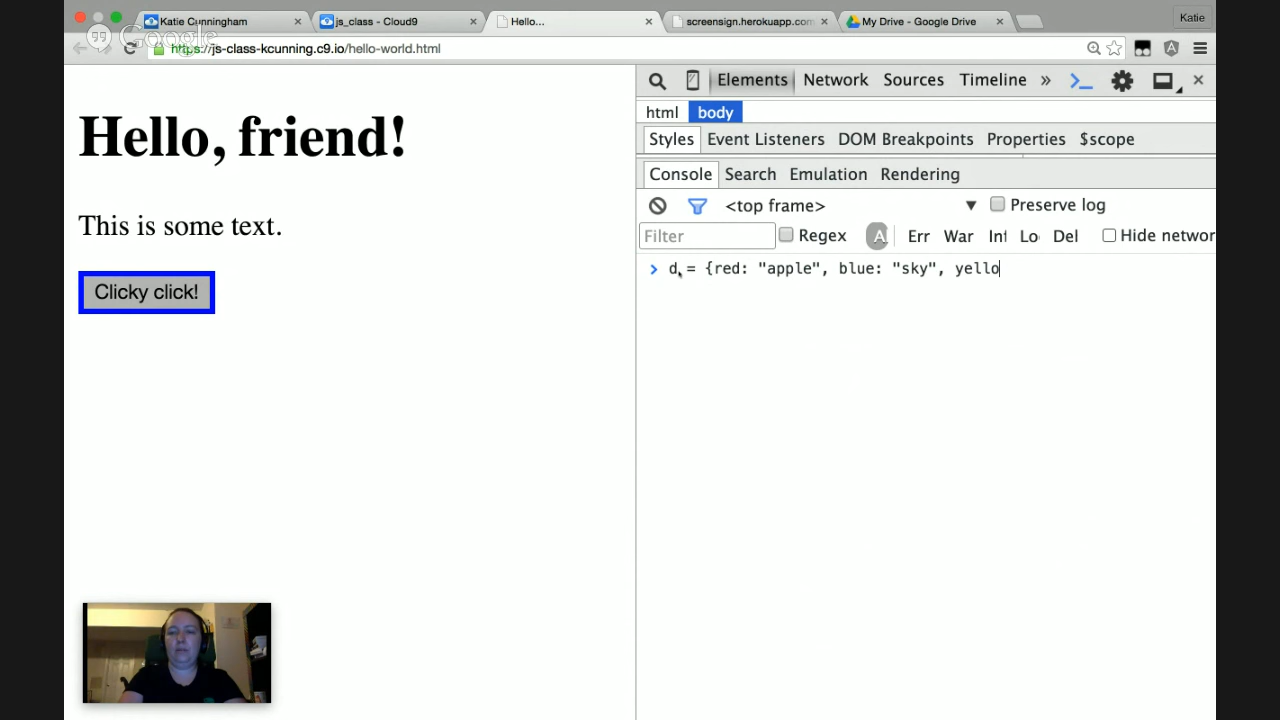 Katie Cunningham
js_class - Cloud9
Hello...
screensign.herokuapp.com
My Drive - Google Drive
Katie
Google
https://js-class-kcunning.c9.io/hello-world.html
Elements
Network
Sources
Timeline
»
html
body
Styles
Event Listeners
DOM Breakpoints
Properties
$scope
Console
Search
Emulation
Rendering
<top frame>
Preserve log
Filter
Regex
A
Err
War
Inf
Lo
Del
Hide networ
> d = {red: "apple", blue: "sky", yello
Hello, friend!
This is some text.
Clicky click!